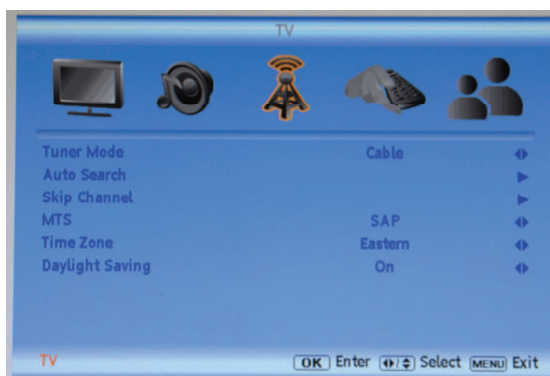 TV
Tuner Mode Cable
Auto Search
Skip Channel
MTS SAP
Time Zone Eastern
Daylight Saving On
TV OK Enter Select MENU Exit